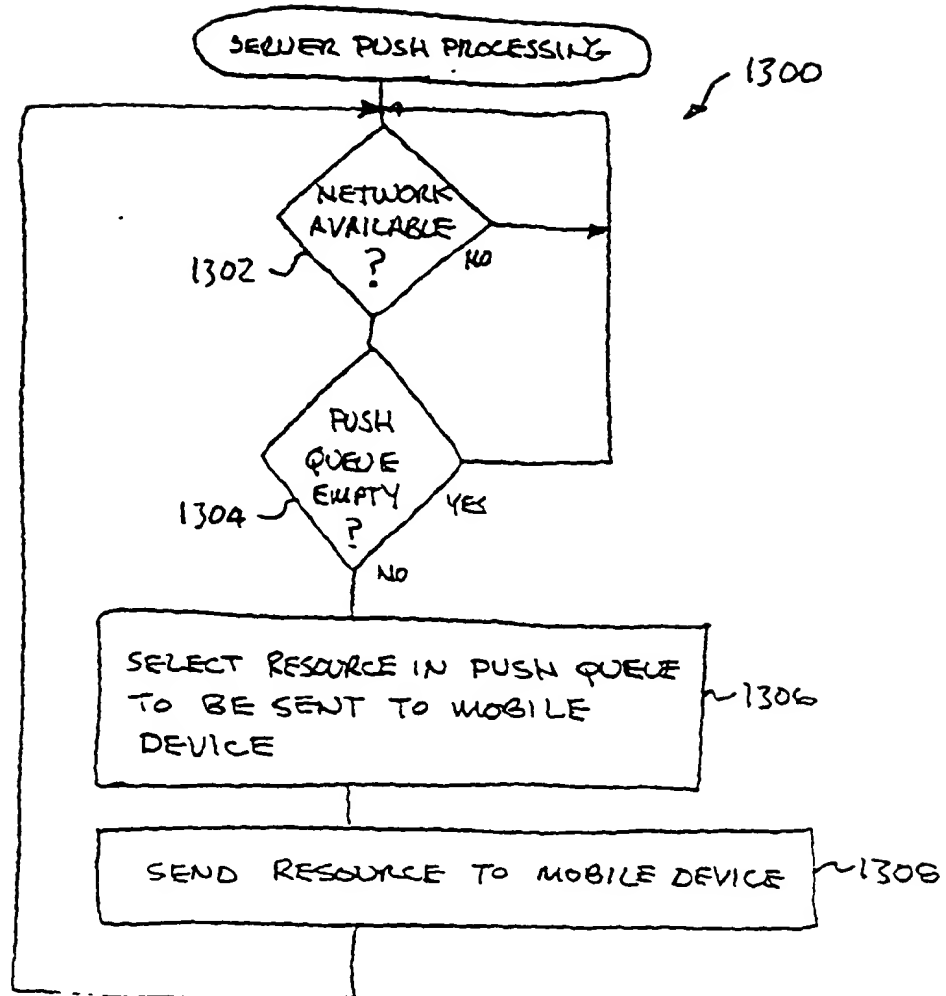 SERVER PUSH PROCESSING
1300
NETWORK
AVAILABLE
?
1302
NO
PUSH
QUEUE
EMPTY
?
1304
YES
NO
SELECT RESOURCE IN PUSH QUEUE
TO BE SENT TO MOBILE
DEVICE
1306
SEND RESOURCE TO MOBILE DEVICE
1308